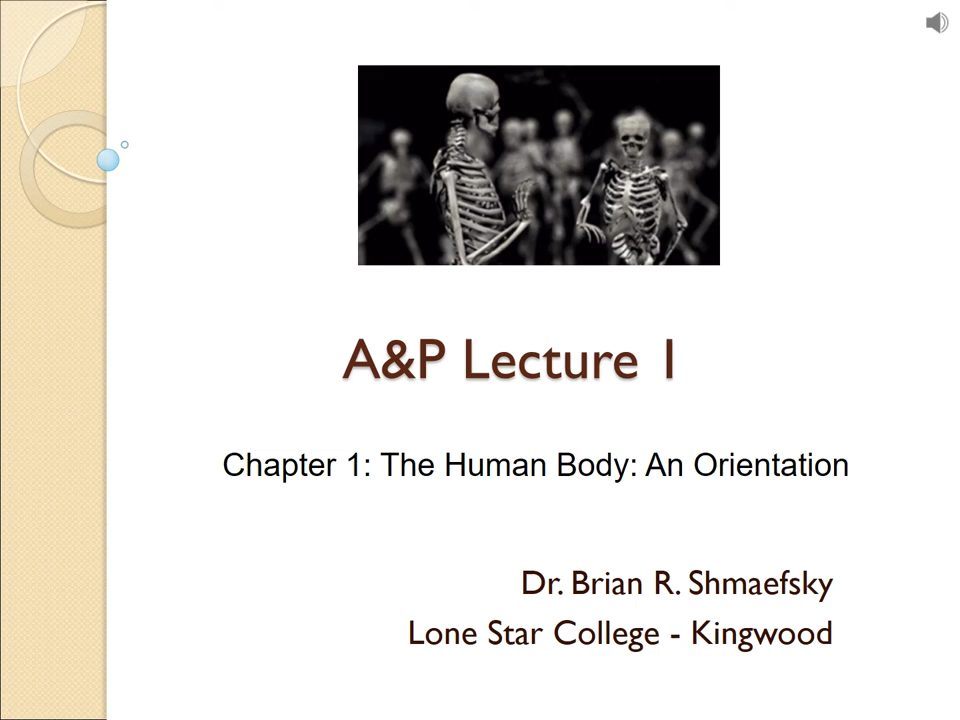 A&P Lecture 1
Chapter 1: The Human Body: An Orientation
Dr. Brian R. Shmaefsky
Lone Star College - Kingwood